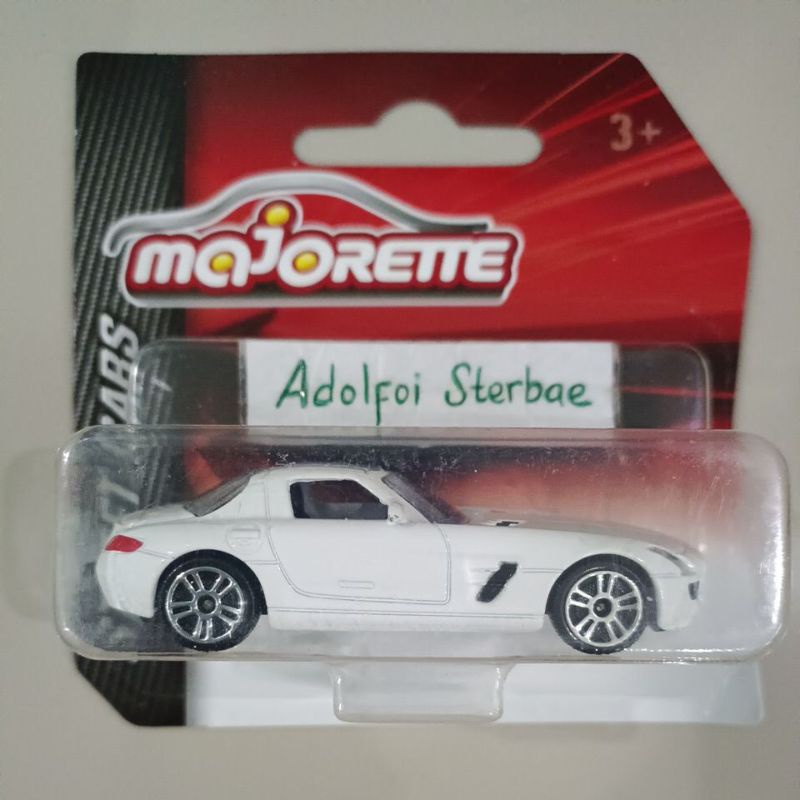 3+
majorette
Adolfoi Sterbae